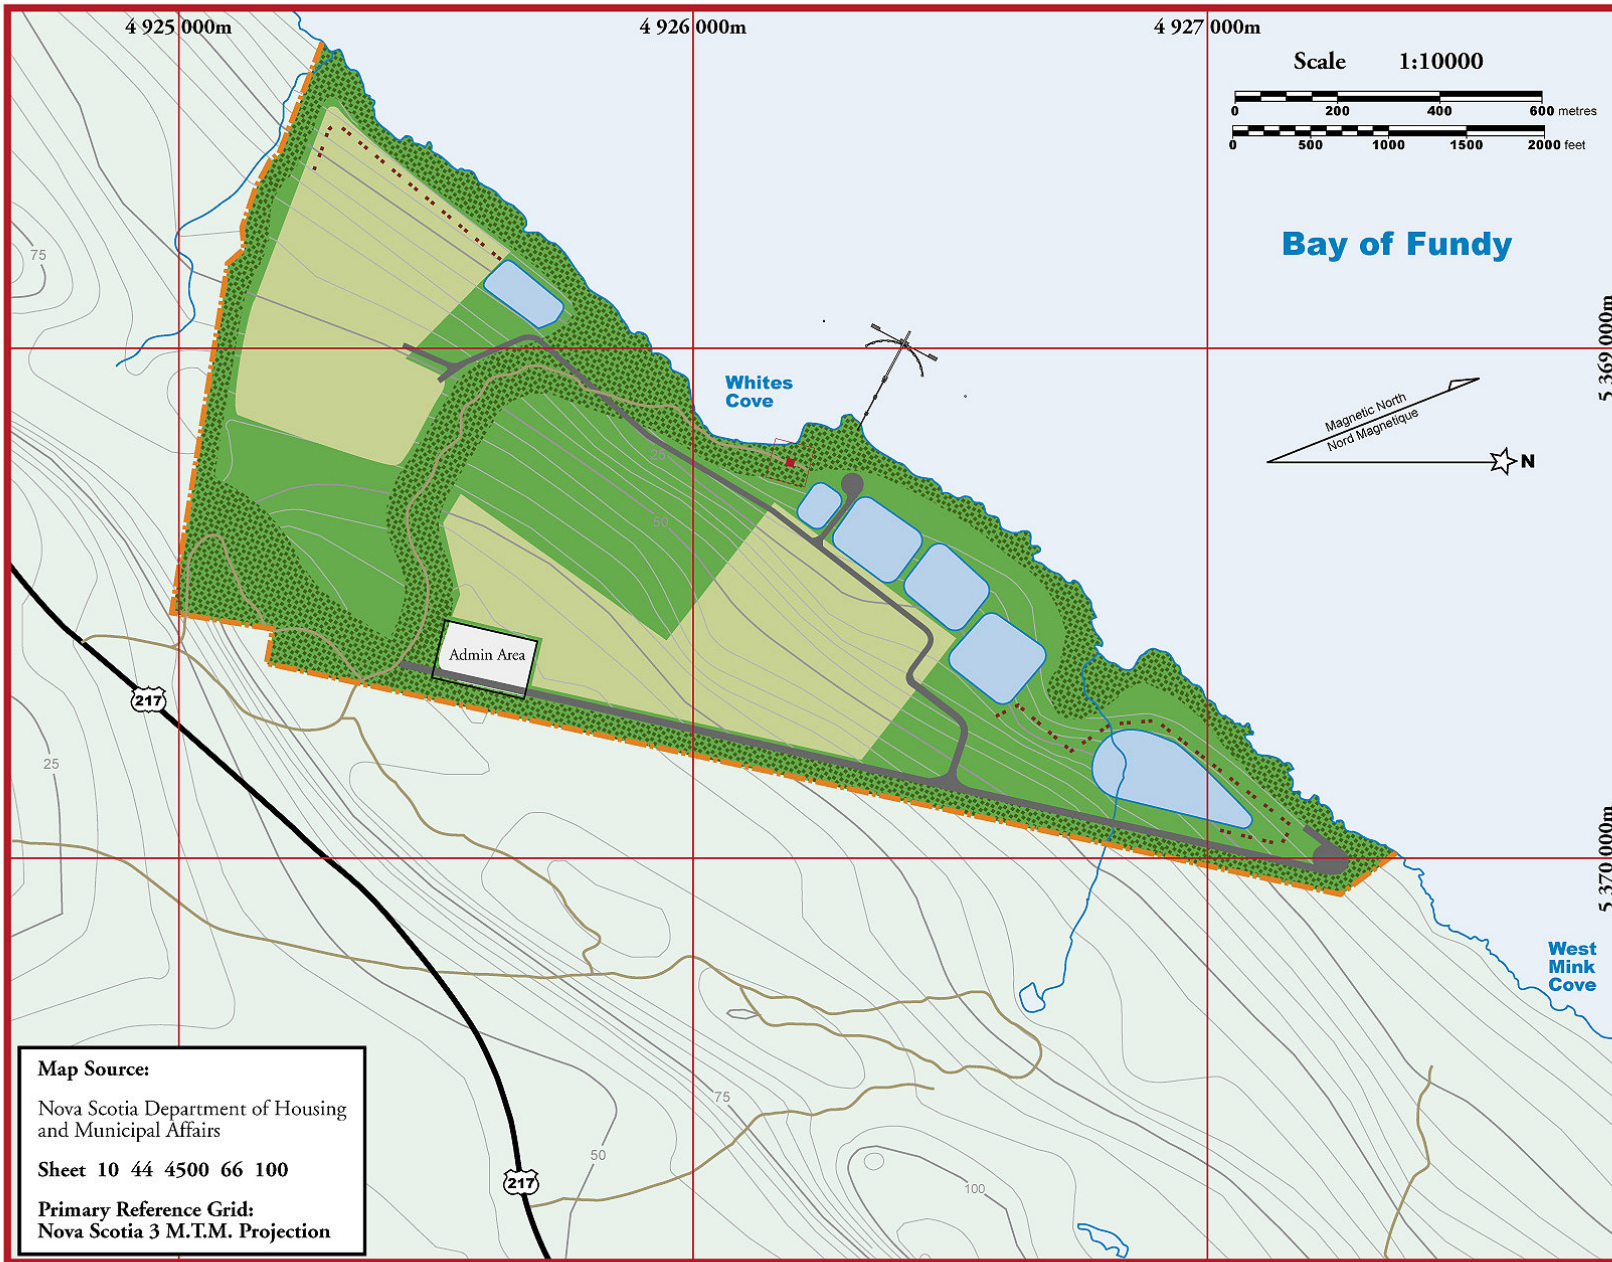 4 925 000m
4 926 000m
4 927 000m
Scale 1:10000
0 200 400 600 metres
0 500 1000 1500 2000 feet
Bay of Fundy
75
5 369 000m
Whites
Cove
Magnetic North
Nord Magnetique
N
25
50
Admin Area
217
25
5 370 000m
West
Mink
Cove
75
50
100
217
Map Source:
Nova Scotia Department of Housing
and Municipal Affairs
Sheet 10 44 4500 66 100
Primary Reference Grid:
Nova Scotia 3 M.T.M. Projection